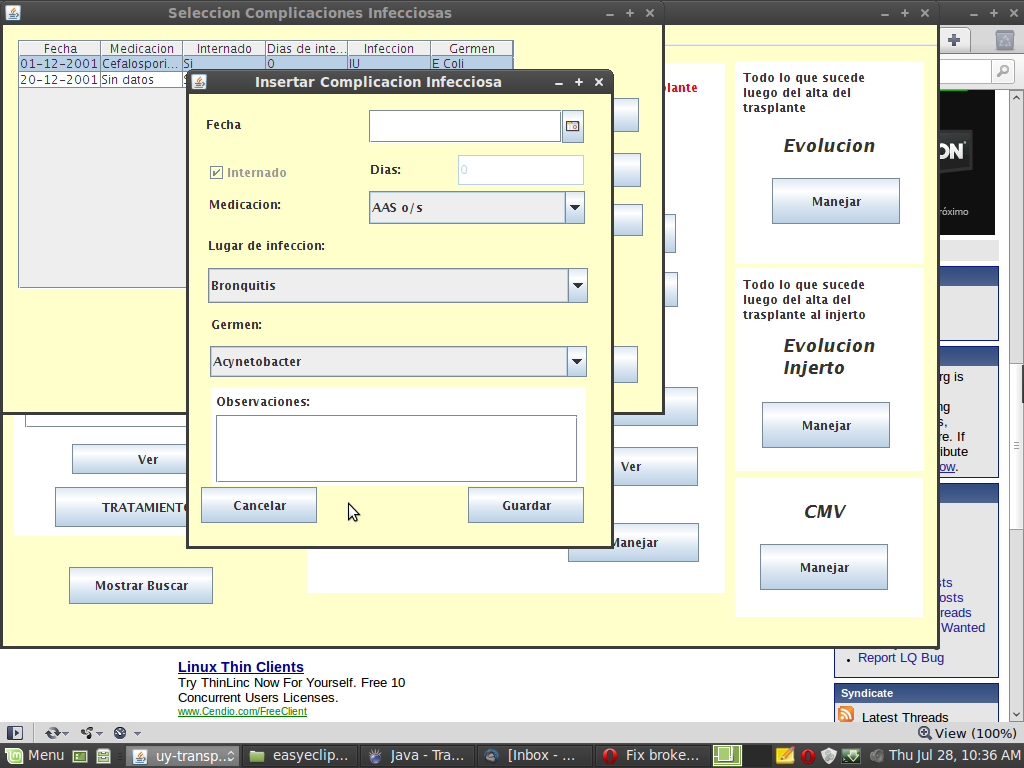 Seleccion Complicaciones Infecciosas
Fecha Medicacion Internado Dias de inte... Infeccion Germen
01-12-2001 Cefalospori... Si 0 IU E Coli
20-12-2001 Sin datos
Insertar Complicacion Infecciosa
Fecha
Internado
Dias:
0
Medicacion:
AAS o/s
Lugar de infeccion:
Bronquitis
Germen:
Acynetobacter
Observaciones:
Cancelar
Guardar
Ver
TRATAMIENTO
Mostrar Buscar
plante
Ver
Manejar
Todo lo que sucede
luego del alta del
trasplante
Evolucion
Manejar
Todo lo que sucede
luego del alta del
trasplante al injerto
Evolucion
Injerto
Manejar
CMV
Manejar
ON
róximo
rg is
ng
s,
re. If
ribute
ow.
sts
osts
reads
Wanted
Report LQ Bug
Syndicate
Latest Threads
Linux Thin Clients
Try ThinLinc Now For Yourself. Free 10
Concurrent Users Licenses.
www.Cendio.com/FreeClient
View (100%)
Menu
uy-transp...
easyeclip...
Java - Tra...
[Inbox - ...
Fix broke...
Thu Jul 28, 10:36 AM